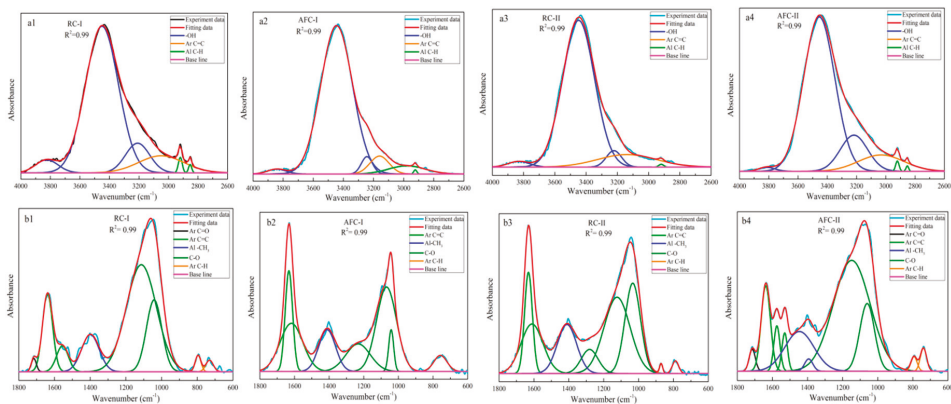 a1
RC-I
R²=0.99
Experiment data
Fitting data
-OH
Ar C=C
Al C-H
Base line
Absorbance
4000 3800 3600 3400 3200 3000 2800 2600
Wavenumber (cm⁻¹)
a2
AFC-I
R²=0.99
Experiment data
Fitting data
-OH
Ar C=C
Al C-H
Base line
Absorbance
4000 3800 3600 3400 3200 3000 2800 2600
Wavenumber (cm⁻¹)
a3
RC-II
R²=0.99
Experiment data
Fitting data
-OH
Ar C=C
Al C-H
Base line
Absorbance
4000 3800 3600 3400 3200 3000 2800 2600
Wavenumber (cm⁻¹)
a4
AFC-II
R²=0.99
Experiment data
Fitting data
-OH
Ar C=C
Al C-H
Base line
Absorbance
4000 3800 3600 3400 3200 3000 2800 2600
Wavenumber (cm⁻¹)
b1
RC-I
R²= 0.99
Experiment data
Fitting data
Ar C=O
Ar C=C
Al -CH₃
C-O
Ar C-H
Base line
Absorbance
1800 1600 1400 1200 1000 800 600
Wavenumber (cm⁻¹)
b2
AFC-I
R²= 0.99
Experiment data
Fitting data
Ar C=C
Al-CH₃
C-O
Ar C-H
Base line
Absorbance
1800 1600 1400 1200 1000 800 600
Wavenumber (cm⁻¹)
b3
RC-II
R²= 0.99
Experiment data
Fitting data
Ar C=C
Al-CH₃
C-O
Ar C-H
Base line
Absorbance
1800 1600 1400 1200 1000 800 600
Wavenumber (cm⁻¹)
b4
AFC-II
R²= 0.99
Experiment data
Fitting data
Ar C=O
Ar C=C
Al -CH₃
C-O
Ar C-H
Base line
Absorbance
1800 1600 1400 1200 1000 800 600
Wavenumber (cm⁻¹)